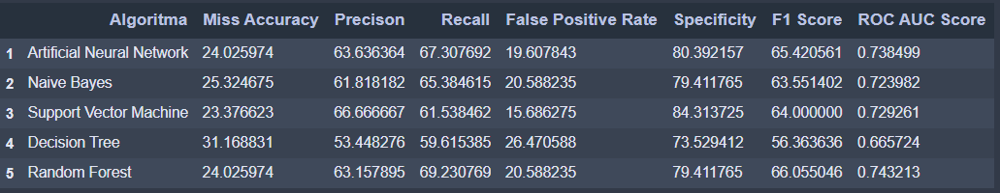 Algoritma Miss Accuracy Precison Recall False Positive Rate Specificity F1 Score ROC AUC Score
1 Artificial Neural Network 24.025974 63.636364 67.307692 19.607843 80.392157 65.420561 0.738499
2 Naive Bayes 25.324675 61.818182 65.384615 20.588235 79.411765 63.551402 0.723982
3 Support Vector Machine 23.376623 66.666667 61.538462 15.686275 84.313725 64.000000 0.729261
4 Decision Tree 31.168831 53.448276 59.615385 26.470588 73.529412 56.363636 0.665724
5 Random Forest 24.025974 63.157895 69.230769 20.588235 79.411765 66.055046 0.743213